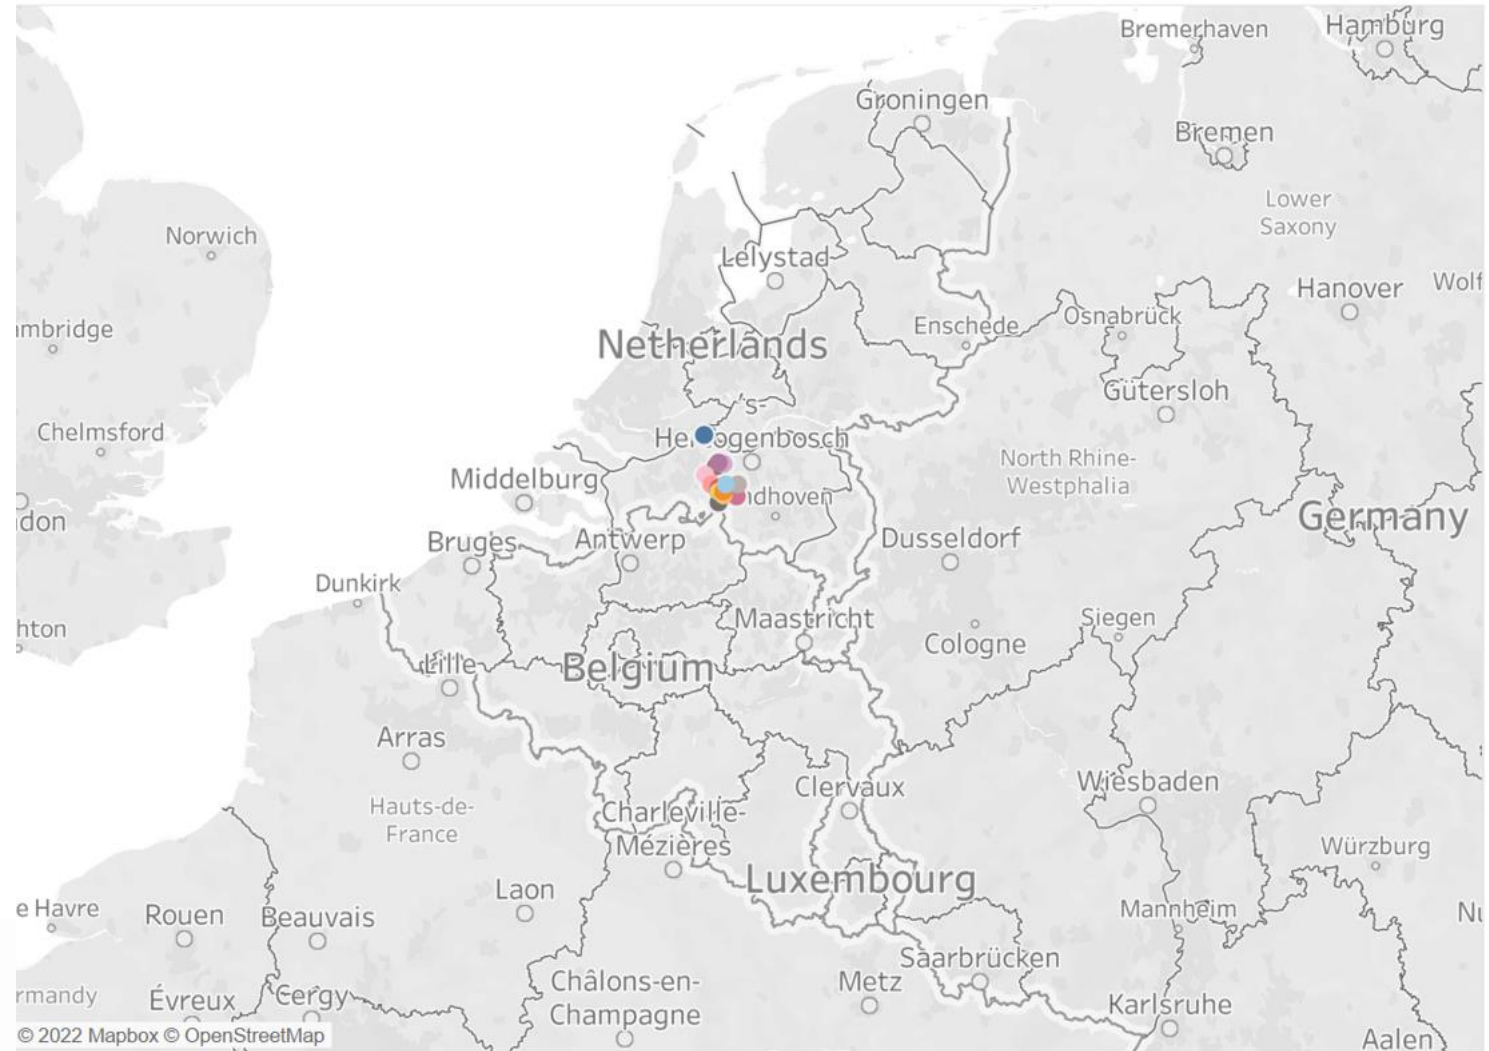 Bremerhaven
Hamburg
Groningen
Bremen
Lower
Saxony
Norwich
Lelystad
Hanover
Wolf
ambridge
Netherlands
Enschede
Osnabrück
Gütersloh
's-
Chelmsford
Hertogenbosch
North Rhine-
Westphalia
Middelburg
ndhoven
don
Germany
Bruges
Antwerp
Dusseldorf
Dunkirk
hton
Maastricht
Siegen
Cologne
Lille
Belgium
Arras
Wiesbaden
Clervaux
Hauts-de-
France
Charleville-
Mézières
Würzburg
Luxembourg
Laon
e Havre
Rouen
Beauvais
Mannheim
Nu
Saarbrücken
Metz
Châlons-en-
Champagne
rmandy
Évreux
Cergy
Karlsruhe
Aalen
© 2022 Mapbox © OpenStreetMap